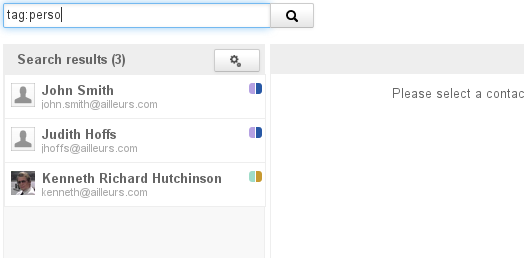 tag:perso
Search results (3)
John Smith
john.smith@ailleurs.com
Judith Hoffs
jhoffs@ailleurs.com
Kenneth Richard Hutchinson
kenneth@ailleurs.com
Please select a contac